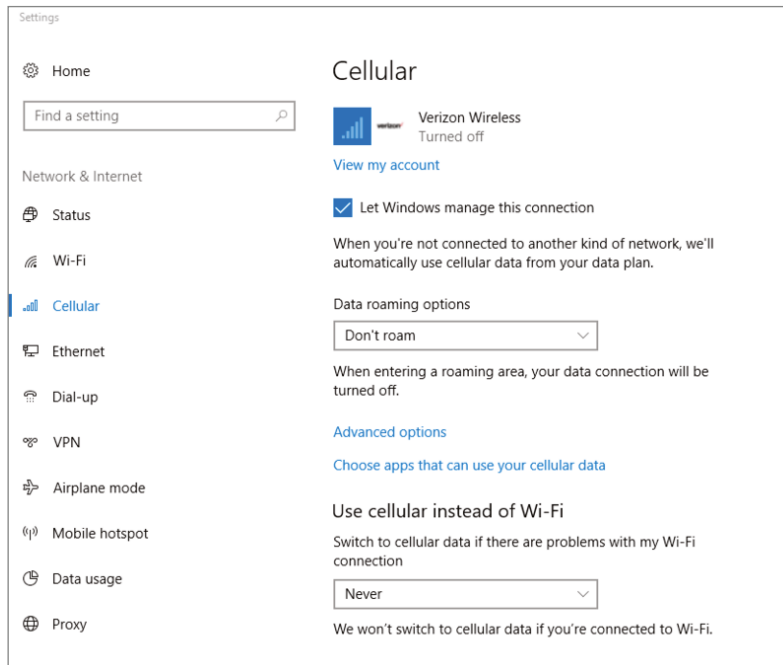 Settings
Home
Find a setting
Network & Internet
Status
Wi-Fi
Cellular
Ethernet
Dial-up
VPN
Airplane mode
Mobile hotspot
Data usage
Proxy
Cellular
verizon
Verizon Wireless
Turned off
View my account
Let Windows manage this connection
When you're not connected to another kind of network, we'll
automatically use cellular data from your data plan.
Data roaming options
Don't roam
When entering a roaming area, your data connection will be
turned off.
Advanced options
Choose apps that can use your cellular data
Use cellular instead of Wi-Fi
Switch to cellular data if there are problems with my Wi-Fi
connection
Never
We won't switch to cellular data if you're connected to Wi-Fi.